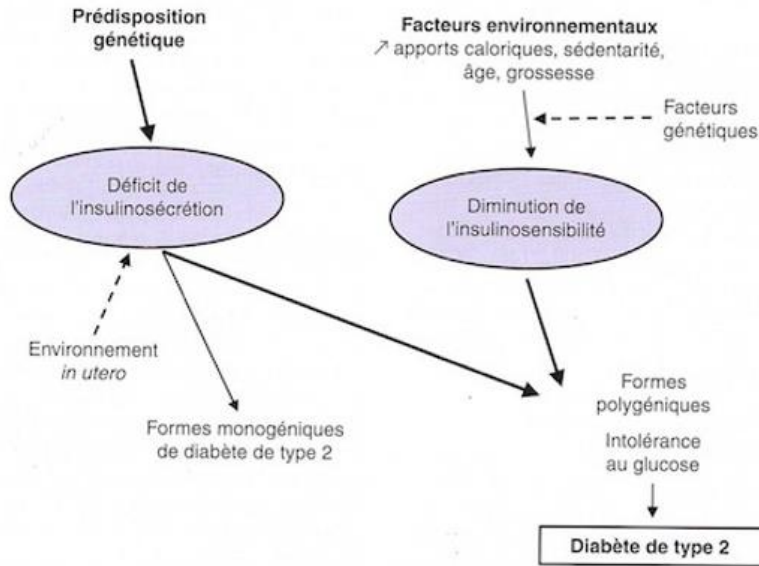 Prédisposition
génétique
Facteurs environnementaux
↗ apports caloriques, sédentarité,
âge, grossesse
Facteurs
génétiques
Déficit de
l'insulinosécrétion
Diminution de
l'insulinosensibilité
Environnement
in utero
Formes monogéniques
de diabète de type 2
Formes
polygéniques
Intolérance
au glucose
Diabète de type 2